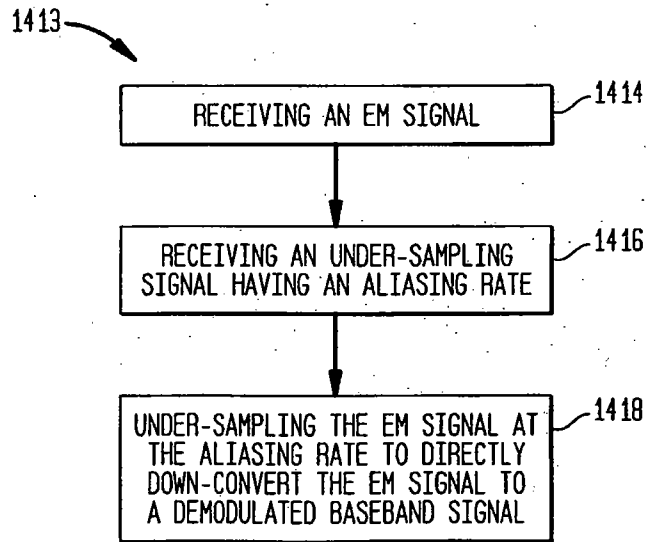 1413
RECEIVING AN EM SIGNAL
1414
RECEIVING AN UNDER-SAMPLING
SIGNAL HAVING AN ALIASING RATE
1416
UNDER-SAMPLING THE EM SIGNAL AT
THE ALIASING RATE TO DIRECTLY
DOWN-CONVERT THE EM SIGNAL TO
A DEMODULATED BASEBAND SIGNAL
1418